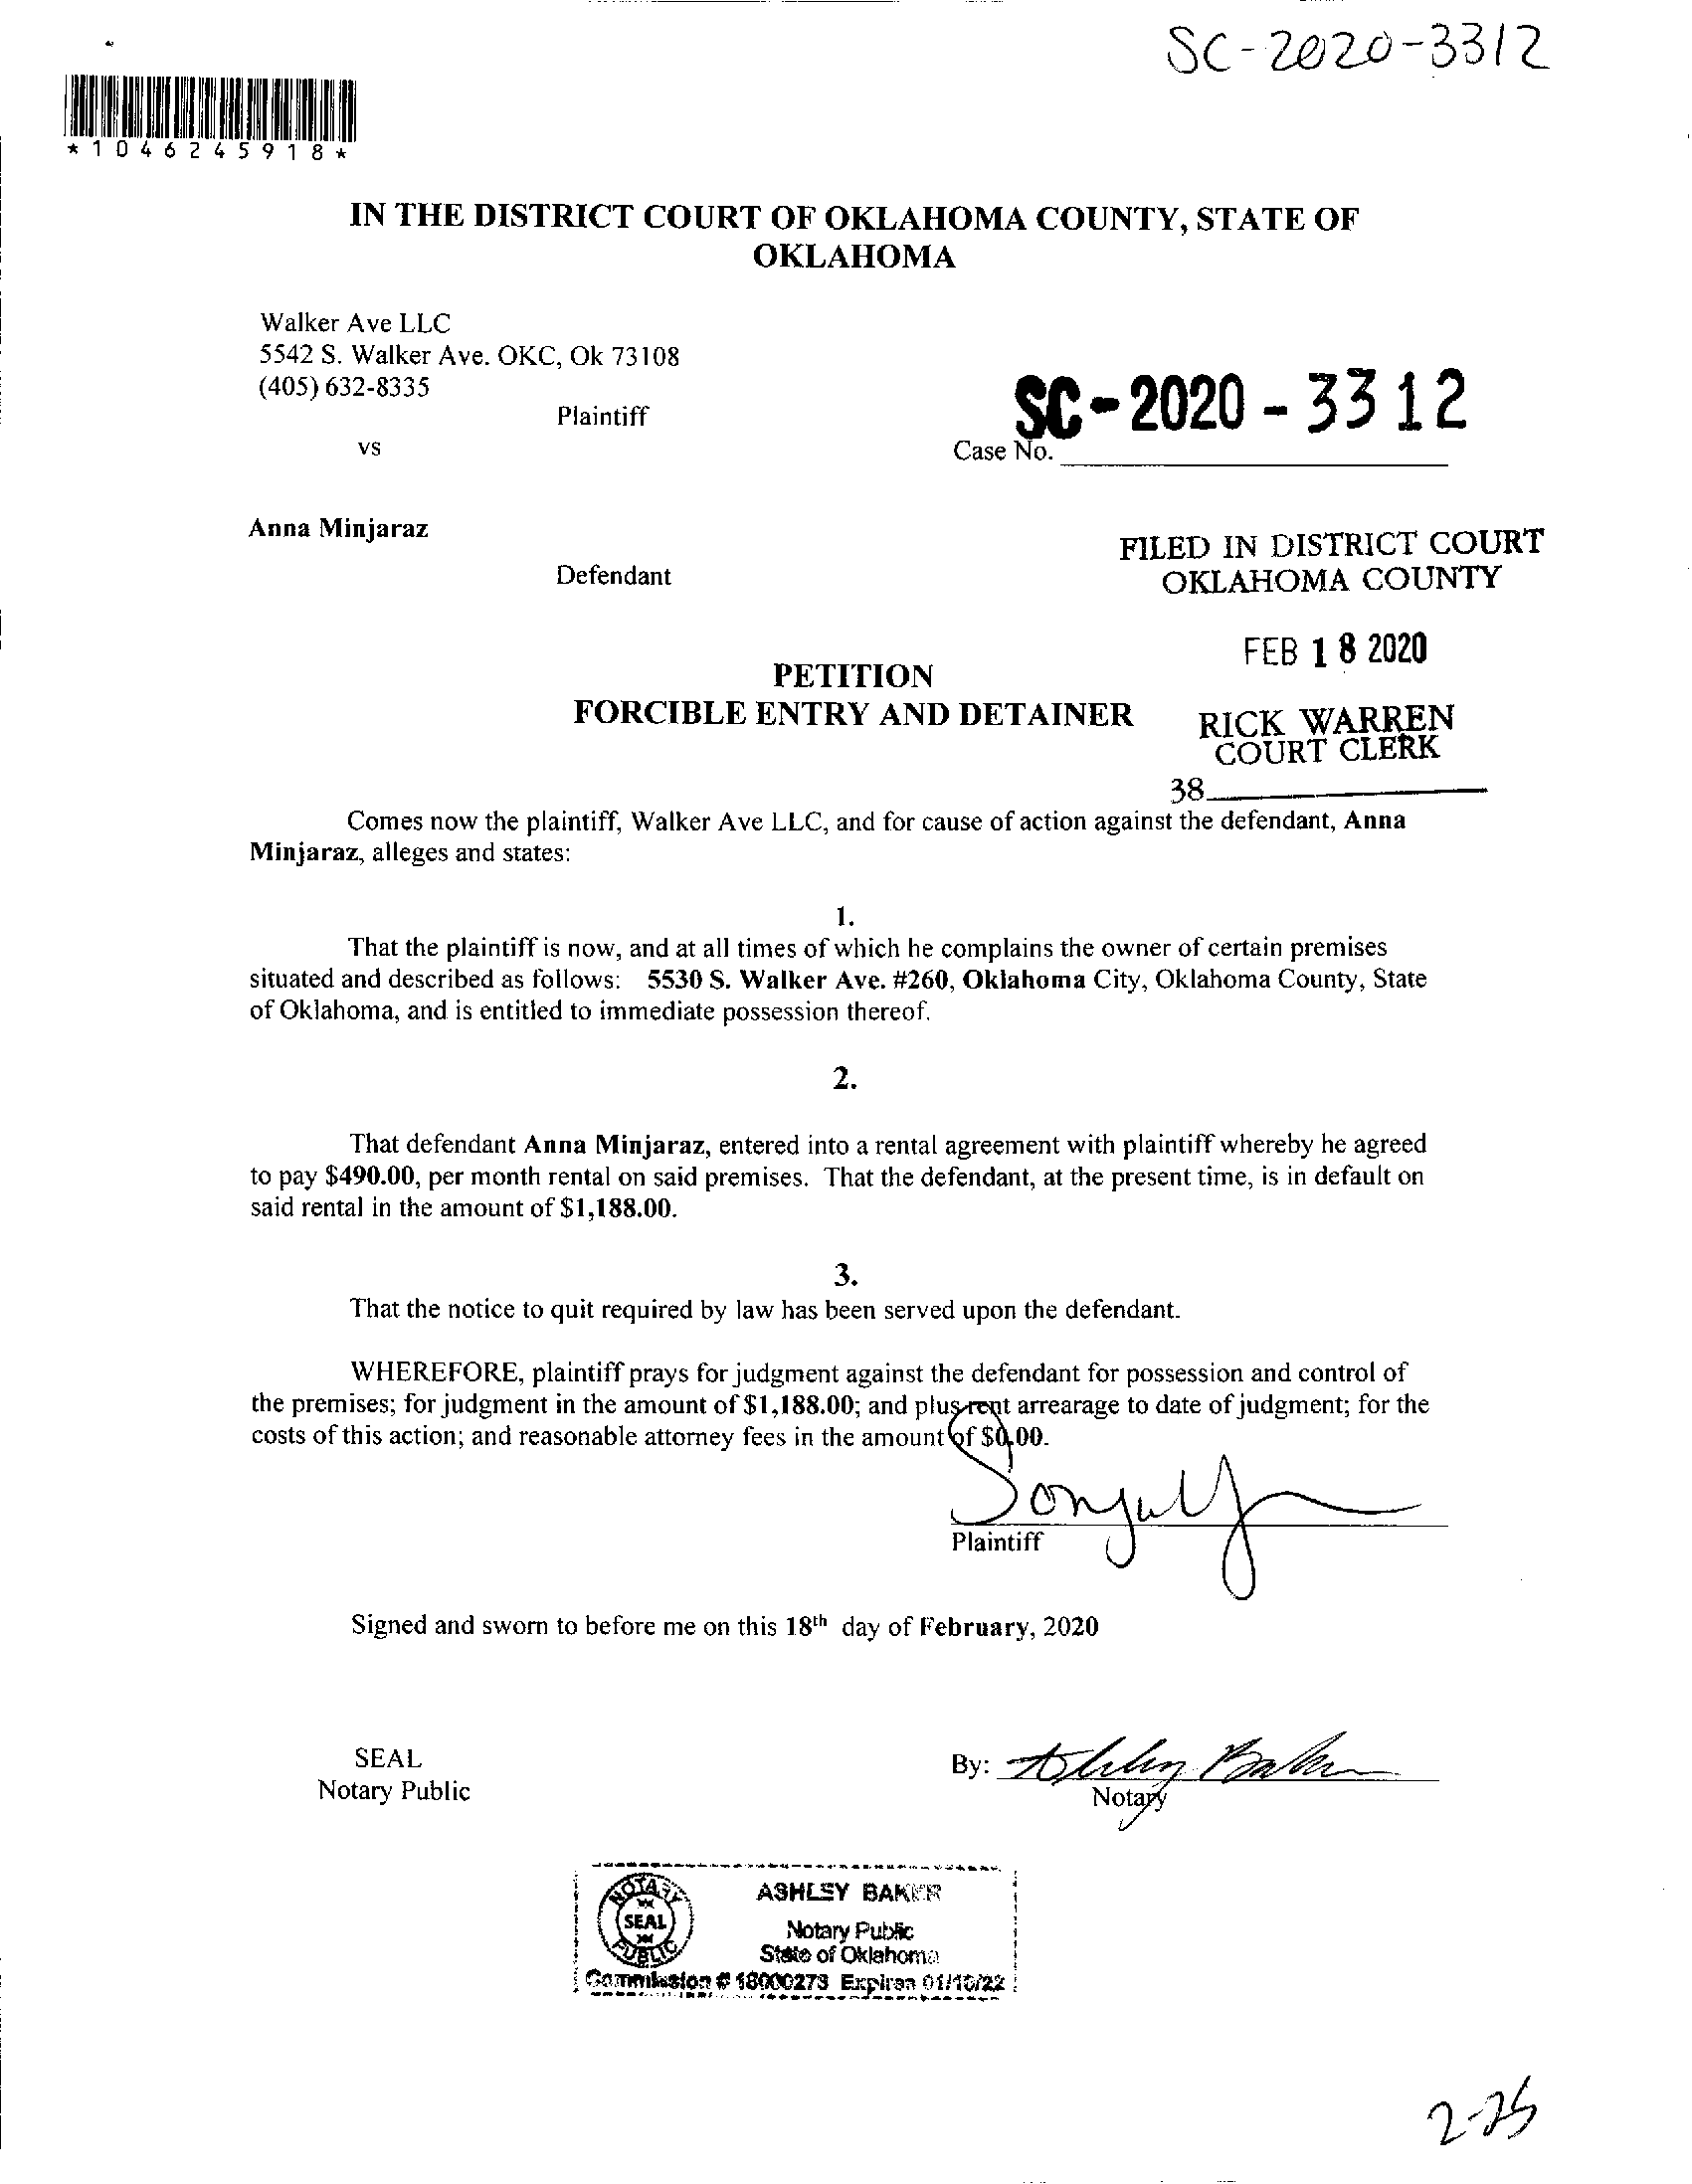 SC-2020-3312
*1046245918*
IN THE DISTRICT COURT OF OKLAHOMA COUNTY, STATE OF
OKLAHOMA
Walker Ave LLC
5542 S. Walker Ave. OKC, Ok 73108
(405) 632-8335
Plaintiff
vs
SC-2020-3312
Case No.
Anna Minjaraz
Defendant
FILED IN DISTRICT COURT
OKLAHOMA COUNTY
FEB 18 2020
PETITION
FORCIBLE ENTRY AND DETAINER
RICK WARREN
COURT CLERK
38
Comes now the plaintiff, Walker Ave LLC, and for cause of action against the defendant, Anna
Minjaraz, alleges and states:
1.
That the plaintiff is now, and at all times of which he complains the owner of certain premises
situated and described as follows: 5530 S. Walker Ave. #260, Oklahoma City, Oklahoma County, State
of Oklahoma, and is entitled to immediate possession thereof.
2.
That defendant Anna Minjaraz, entered into a rental agreement with plaintiff whereby he agreed
to pay $490.00, per month rental on said premises. That the defendant, at the present time, is in default on
said rental in the amount of $1,188.00.
3.
That the notice to quit required by law has been served upon the defendant.
WHEREFORE, plaintiff prays for judgment against the defendant for possession and control of
the premises; for judgment in the amount of $1,188.00; and plus rent arrearage to date of judgment; for the
costs of this action; and reasonable attorney fees in the amount of $0.00.
Plaintiff
Signed and sworn to before me on this 18th day of February, 2020
SEAL
Notary Public
By: Ashley Baker
Notary
NOTARY
SEAL
PUBLIC
ASHLEY BAKER
Notary Public
State of Oklahoma
Commission # 18000273 Expires 01/10/22
2-25